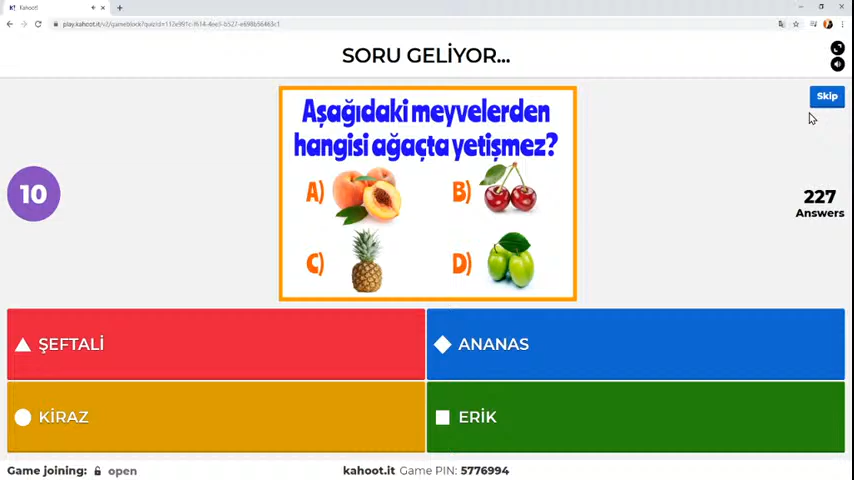 Kahoot!
SORU GELİYOR...
Skip
Aşağıdaki meyvelerden
hangisi ağaçta yetişmez?
A)
B)
C)
D)
10
227
Answers
ŞEFTALİ
ANANAS
KİRAZ
ERİK
Game joining: open
kahoot.it Game PIN: 5776994